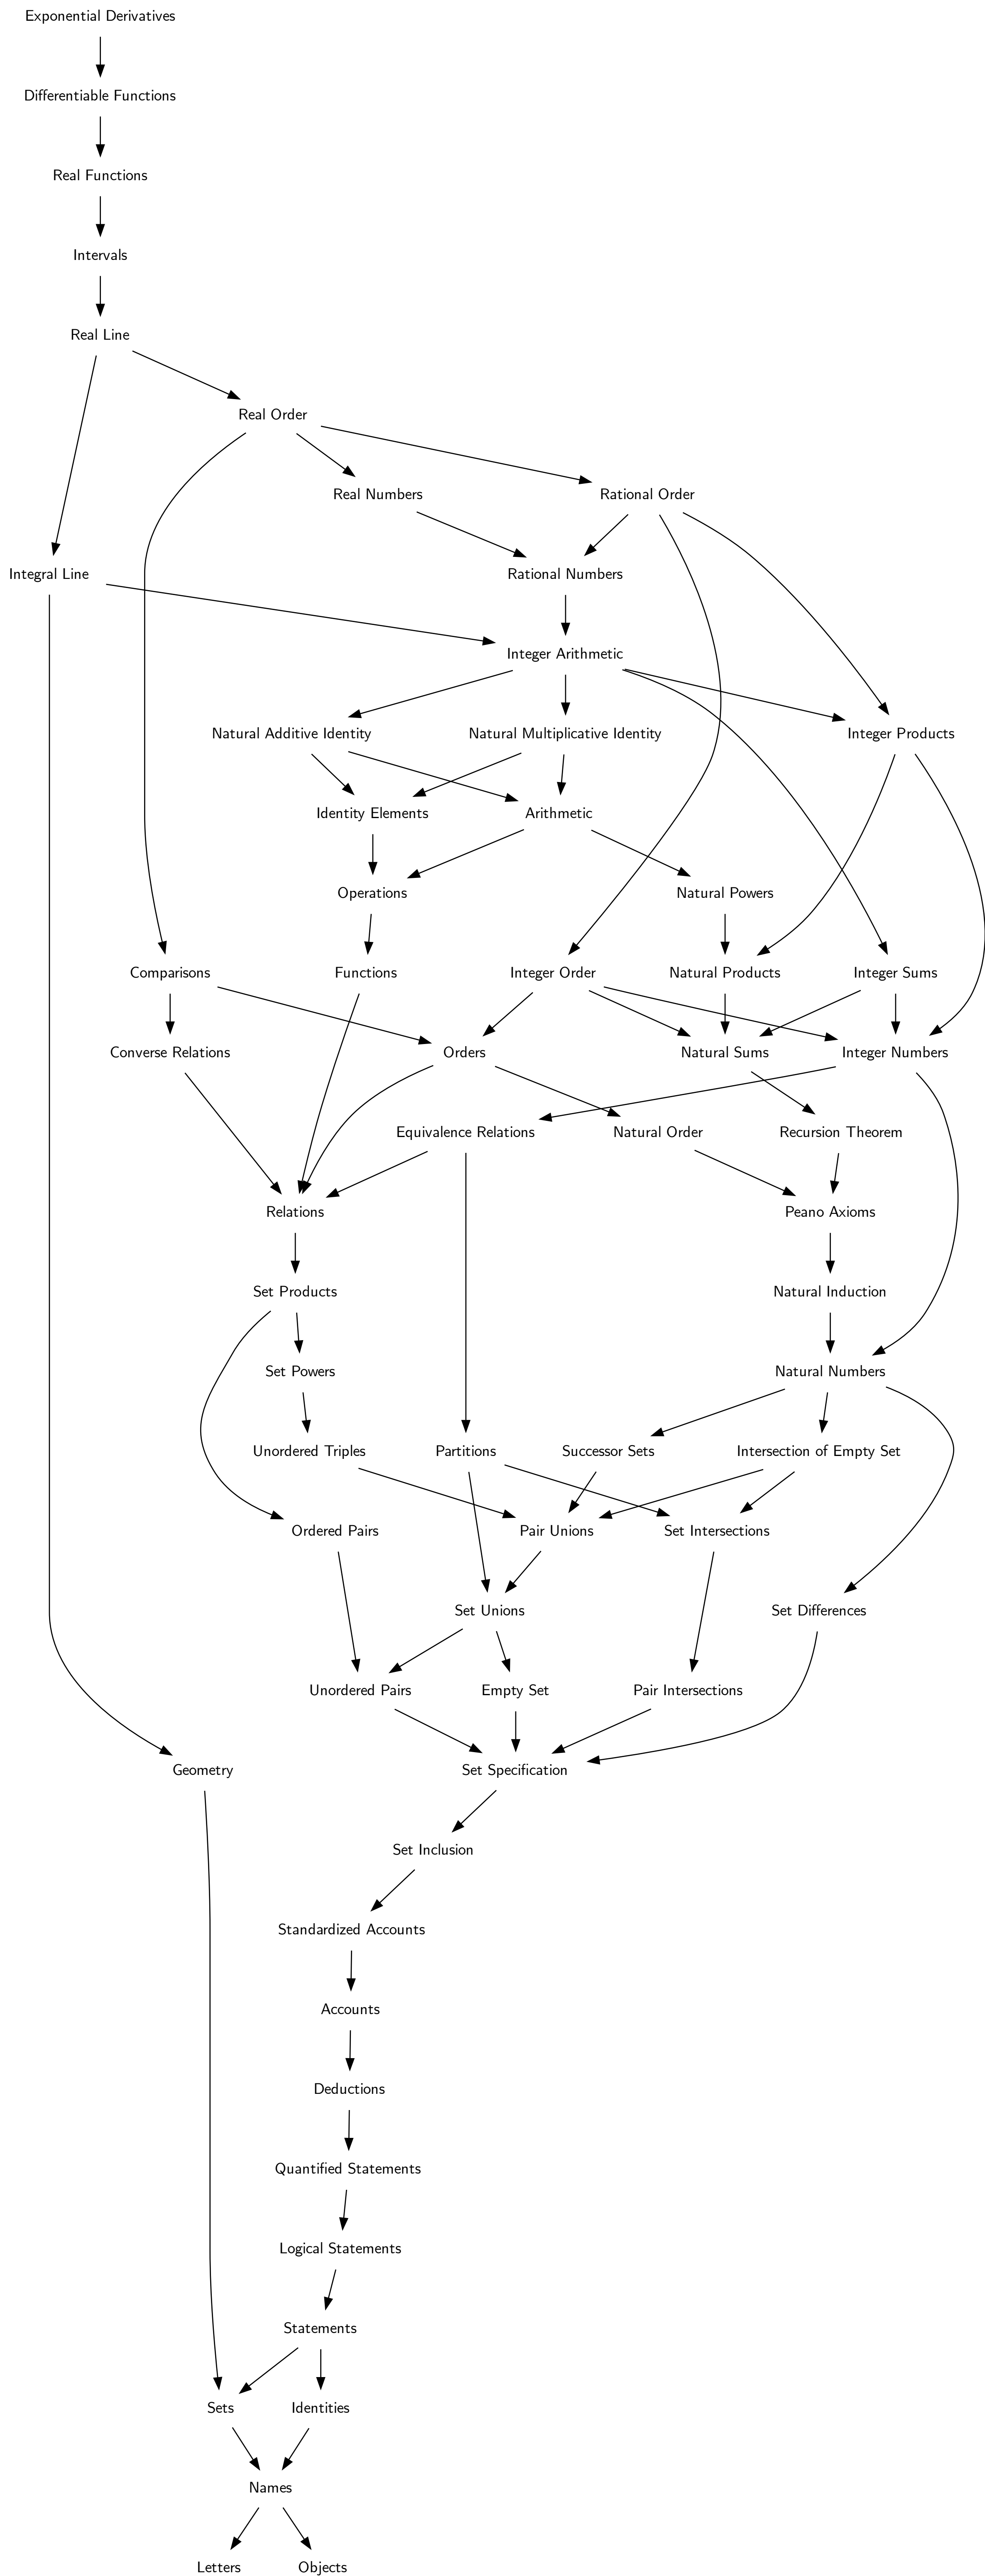 Exponential Derivatives
Differentiable Functions
Real Functions
Intervals
Real Line
Real Order
Real Numbers
Rational Order
Integral Line
Rational Numbers
Integer Arithmetic
Natural Additive Identity
Natural Multiplicative Identity
Integer Products
Identity Elements
Arithmetic
Operations
Natural Powers
Comparisons
Functions
Integer Order
Natural Products
Integer Sums
Converse Relations
Orders
Natural Sums
Integer Numbers
Equivalence Relations
Natural Order
Recursion Theorem
Relations
Peano Axioms
Set Products
Natural Induction
Set Powers
Natural Numbers
Unordered Triples
Partitions
Successor Sets
Intersection of Empty Set
Ordered Pairs
Pair Unions
Set Intersections
Set Unions
Set Differences
Unordered Pairs
Empty Set
Pair Intersections
Geometry
Set Specification
Set Inclusion
Standardized Accounts
Accounts
Deductions
Quantified Statements
Logical Statements
Statements
Sets
Identities
Names
Letters
Objects